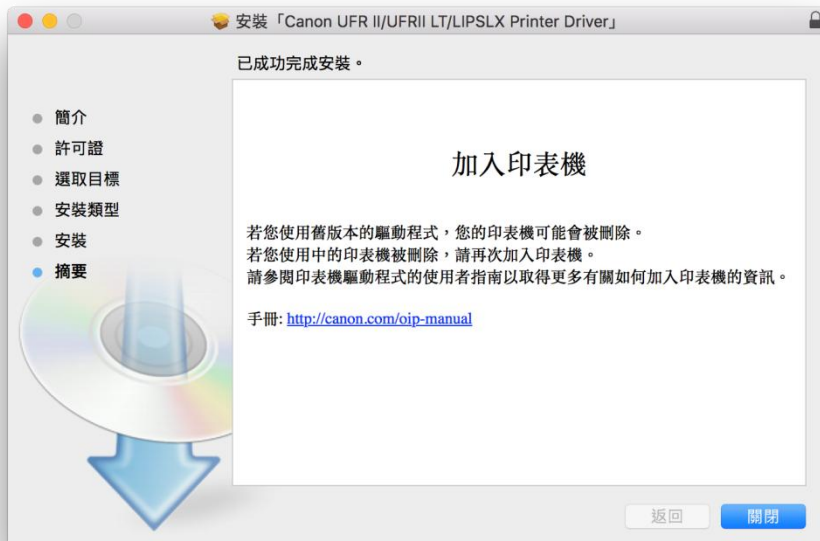 安裝「Canon UFR II/UFRII LT/LIPSLX Printer Driver」
已成功完成安裝。
簡介
許可證
選取目標
安裝類型
安裝
摘要
加入印表機
若您使用舊版本的驅動程式，您的印表機可能會被刪除。
若您使用中的印表機被刪除，請再次加入印表機。
請參閱印表機驅動程式的使用者指南以取得更多有關如何加入印表機的資訊。
手冊: http://canon.com/oip-manual
返回
關閉